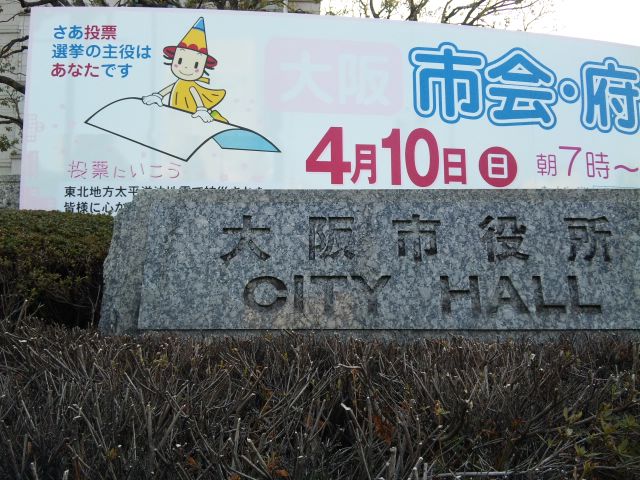 さあ投票
選挙の主役は
あなたです
大阪 市会・府
投票にいこう
4月10日 日 朝7時~
東北地方太平洋沖地震で被災された
皆様に心か
大阪市役所
CITY HALL